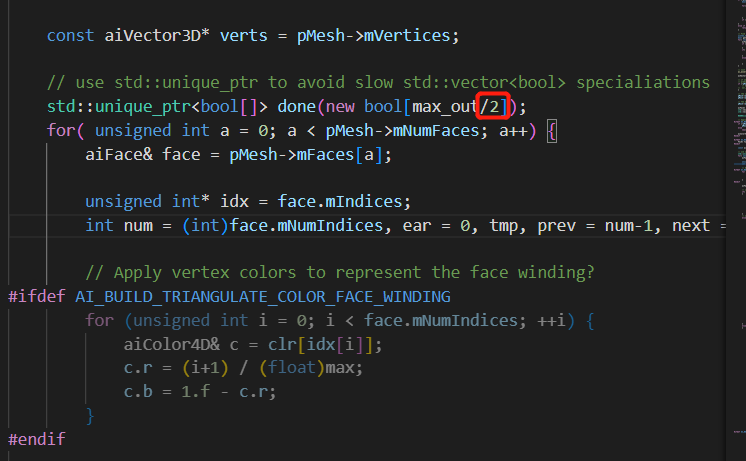 const aiVector3D* verts = pMesh->mVertices;
// use std::unique_ptr to avoid slow std::vector<bool> specialiations
std::unique_ptr<bool[]> done(new bool[max_out/2]);
for( unsigned int a = 0; a < pMesh->mNumFaces; a++) {
aiFace& face = pMesh->mFaces[a];
unsigned int* idx = face.mIndices;
int num = (int)face.mNumIndices, ear = 0, tmp, prev = num-1, next =
// Apply vertex colors to represent the face winding?
#ifdef AI_BUILD_TRIANGULATE_COLOR_FACE_WINDING
for (unsigned int i = 0; i < face.mNumIndices; ++i) {
aiColor4D& c = clr[idx[i]];
c.r = (i+1) / (float)max;
c.b = 1.f - c.r;
}
#endif